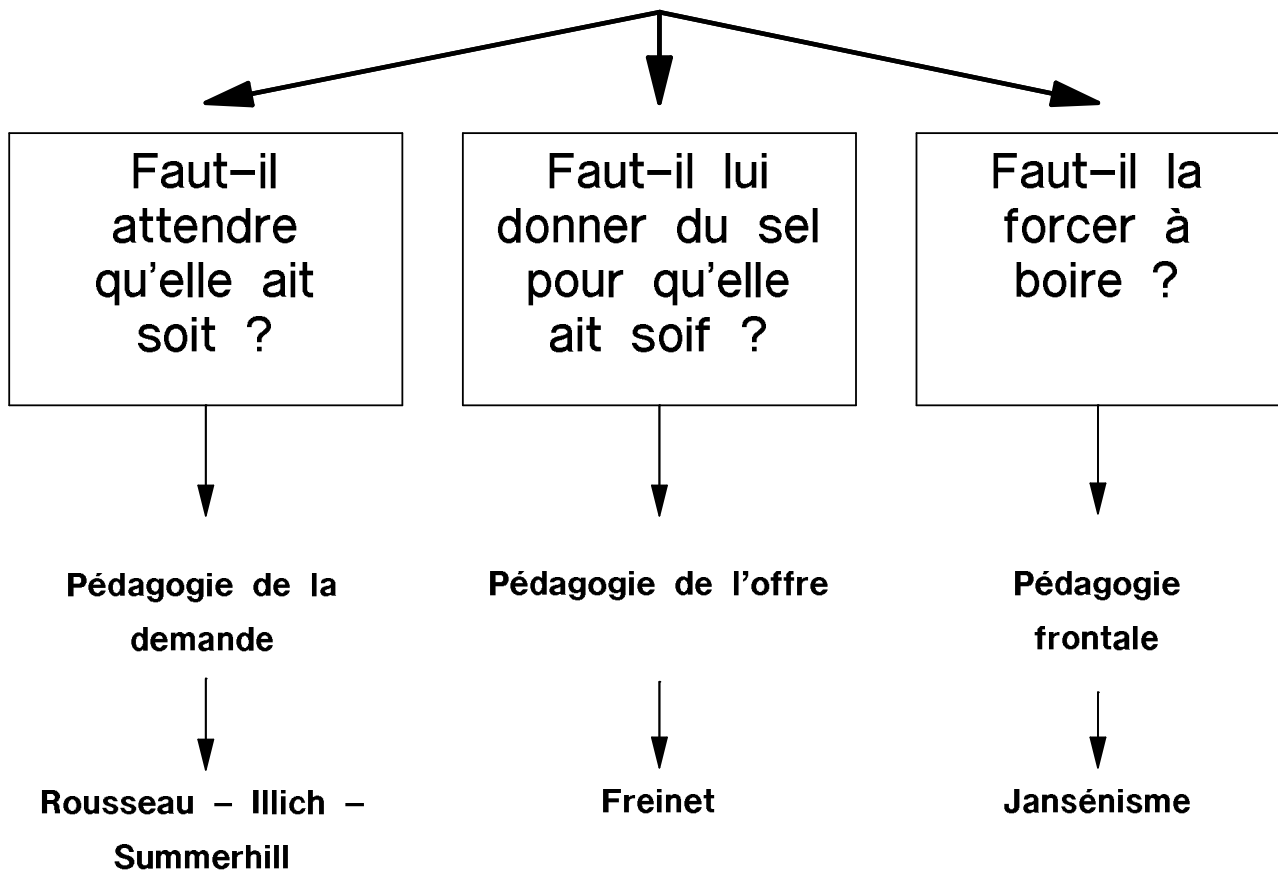 Faut-il
attendre
qu'elle ait
soit ?
Faut-il lui
donner du sel
pour qu'elle
ait soif ?
Faut-il la
forcer à
boire ?
Pédagogie de la
demande
Pédagogie de l'offre
Pédagogie
frontale
Rousseau – Illich –
Summerhill
Freinet
Jansénisme